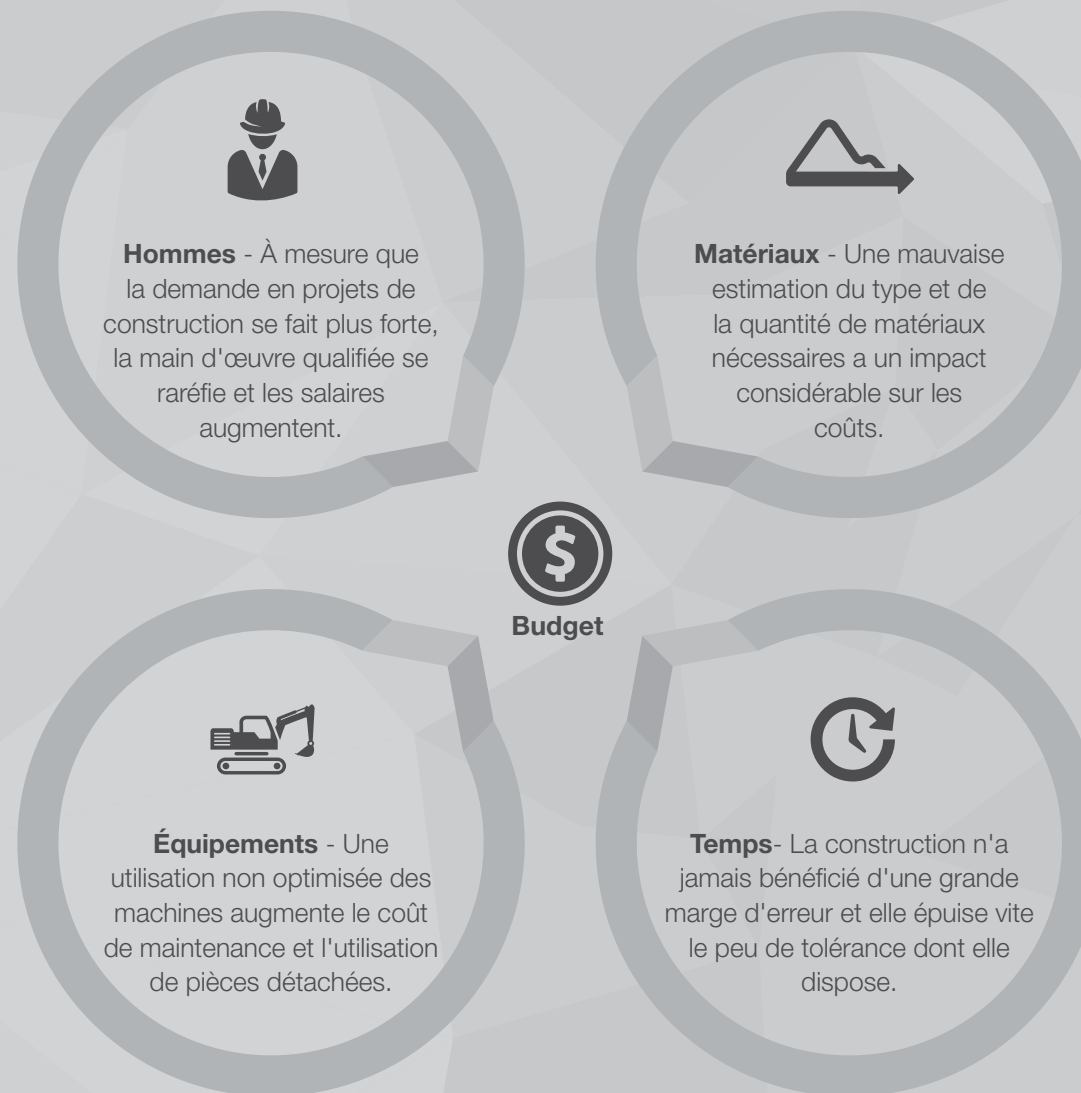 Hommes - À mesure que
la demande en projets de
construction se fait plus forte,
la main d'œuvre qualifiée se
raréfie et les salaires
augmentent.
Matériaux - Une mauvaise
estimation du type et de
la quantité de matériaux
nécessaires a un impact
considérable sur les
coûts.
$
Budget
Équipements - Une
utilisation non optimisée des
machines augmente le coût
de maintenance et l'utilisation
de pièces détachées.
Temps- La construction n'a
jamais bénéficié d'une grande
marge d'erreur et elle épuise vite
le peu de tolérance dont elle
dispose.